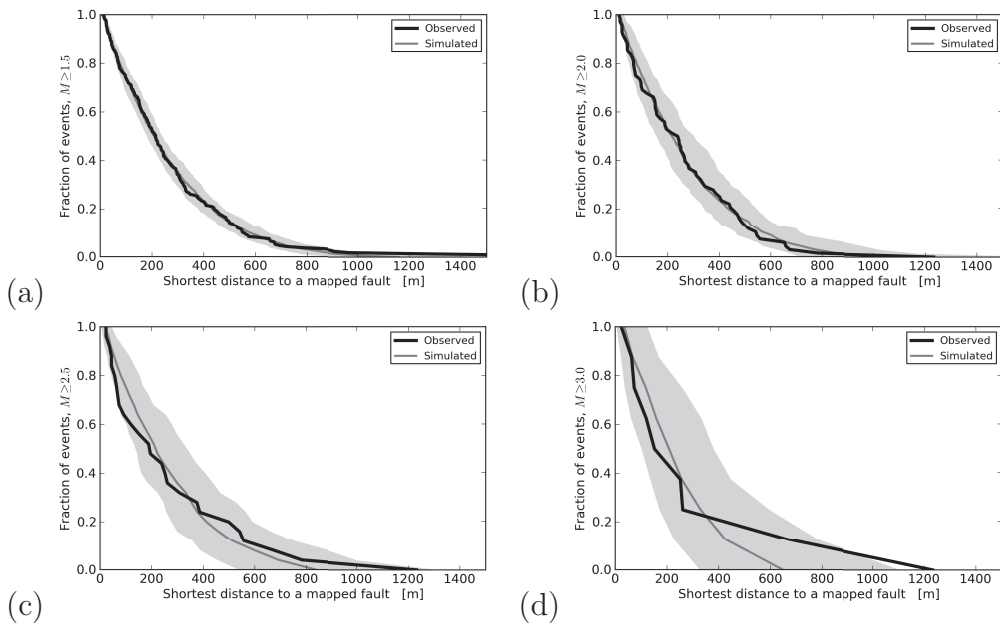 1.0
0.8
0.6
0.4
0.2
0.0
Fraction of events, M≥1.5
Observed
Simulated
0 200 400 600 800 1000 1200 1400
Shortest distance to a mapped fault [m]
(a)
1.0
0.8
0.6
0.4
0.2
0.0
Fraction of events, M≥2.0
Observed
Simulated
0 200 400 600 800 1000 1200 1400
Shortest distance to a mapped fault [m]
(b)
1.0
0.8
0.6
0.4
0.2
0.0
Fraction of events, M≥2.5
Observed
Simulated
0 200 400 600 800 1000 1200 1400
Shortest distance to a mapped fault [m]
(c)
1.0
0.8
0.6
0.4
0.2
0.0
Fraction of events, M≥3.0
Observed
Simulated
0 200 400 600 800 1000 1200 1400
Shortest distance to a mapped fault [m]
(d)